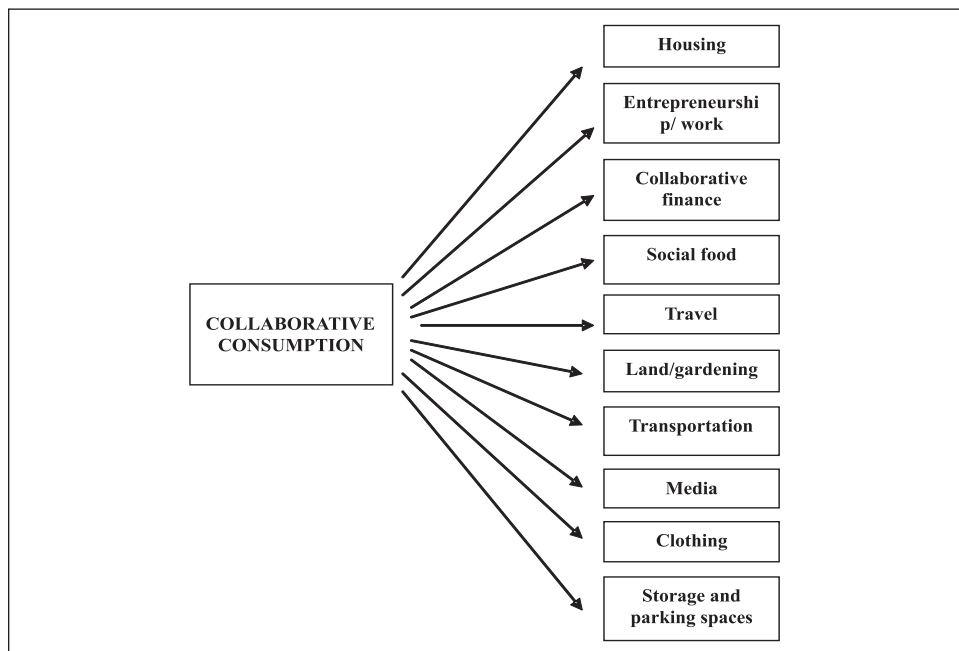 Housing
Entrepreneurshi
p/ work
Collaborative
finance
Social food
COLLABORATIVE
CONSUMPTION
Travel
Land/gardening
Transportation
Media
Clothing
Storage and
parking spaces